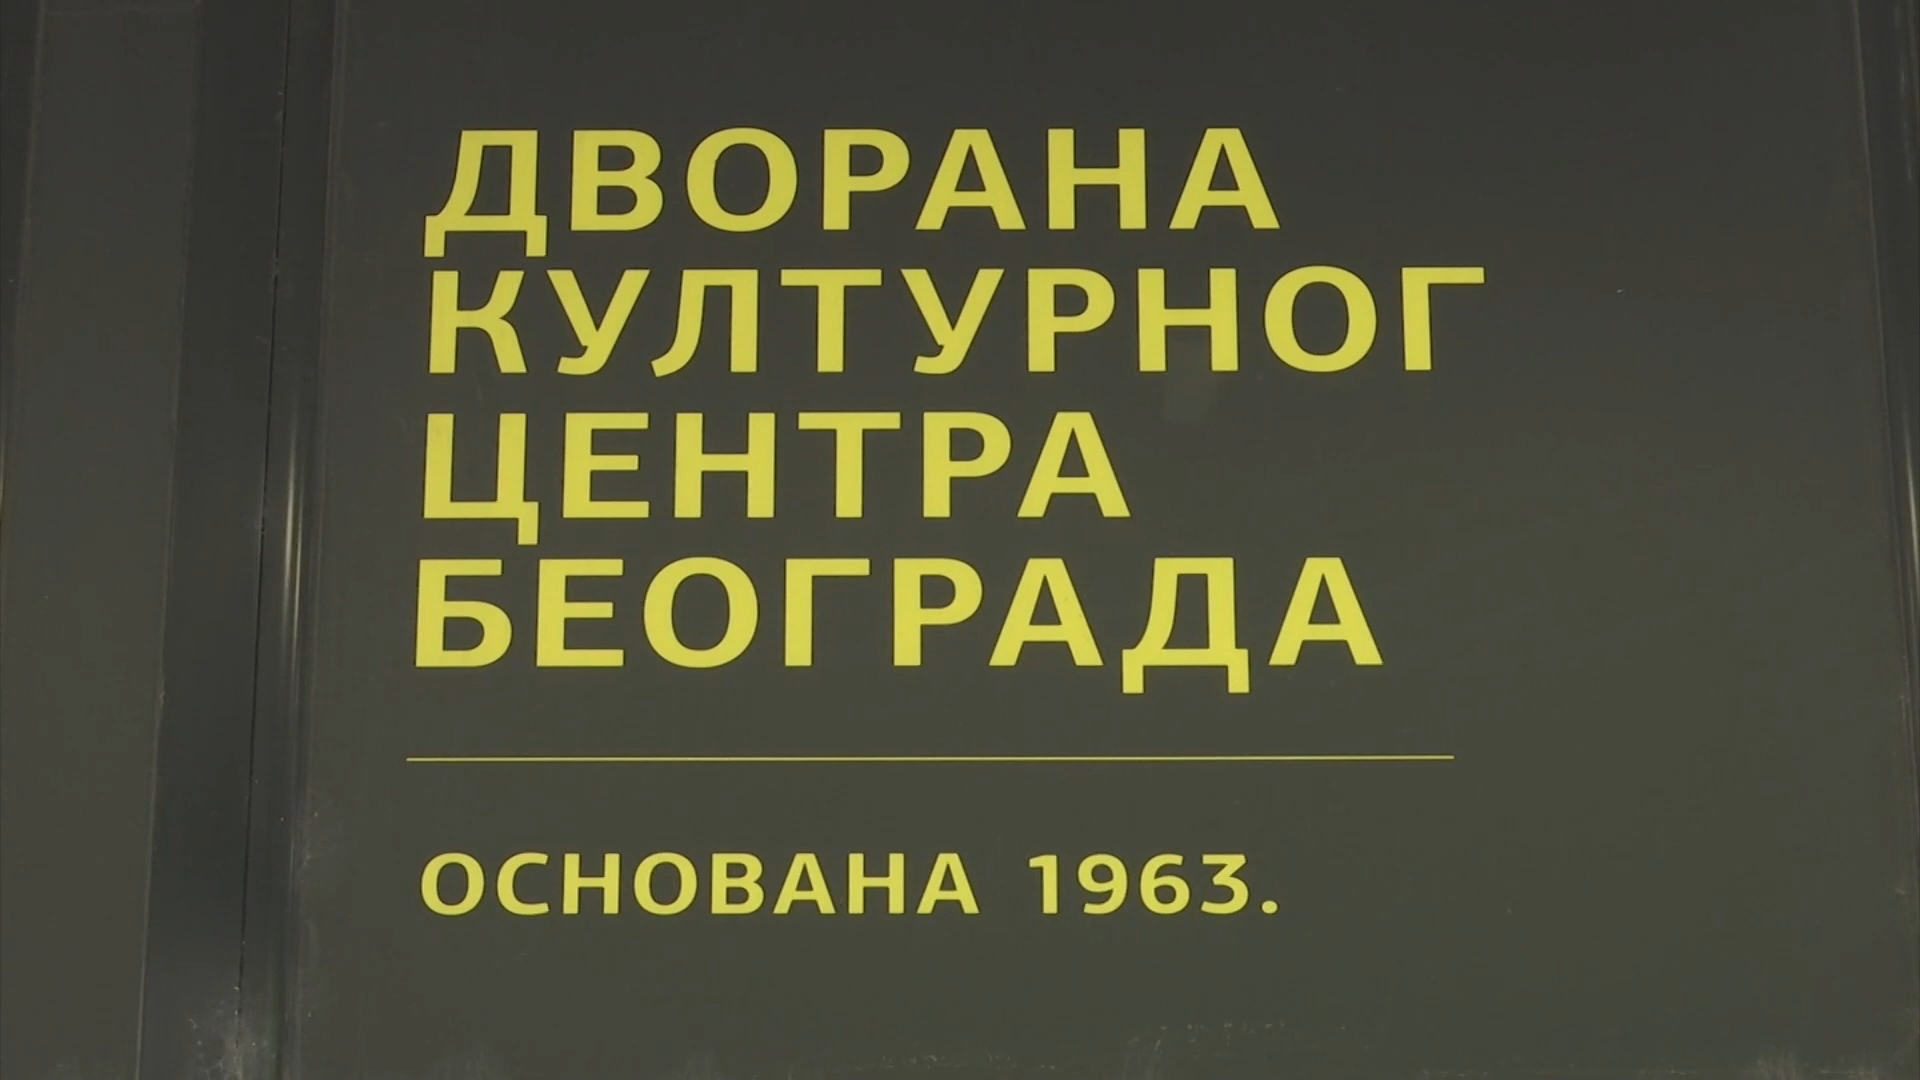 ДВОРАНА
КУЛТУРНОГ
ЦЕНТРА
БЕОГРАДА
ОСНОВАНА 1963.